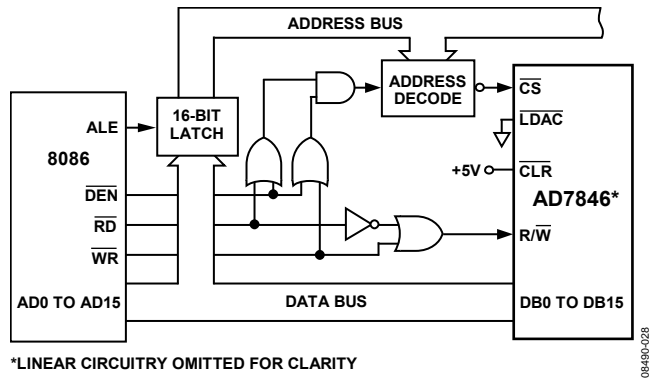 ADDRESS BUS
16-BIT
LATCH
ADDRESS
DECODE
ALE
8086
DEN
RD
WR
AD0 TO AD15
DATA BUS
CS
LDAC
+5V
CLR
AD7846*
R/W
DB0 TO DB15
*LINEAR CIRCUITRY OMITTED FOR CLARITY
08490-028